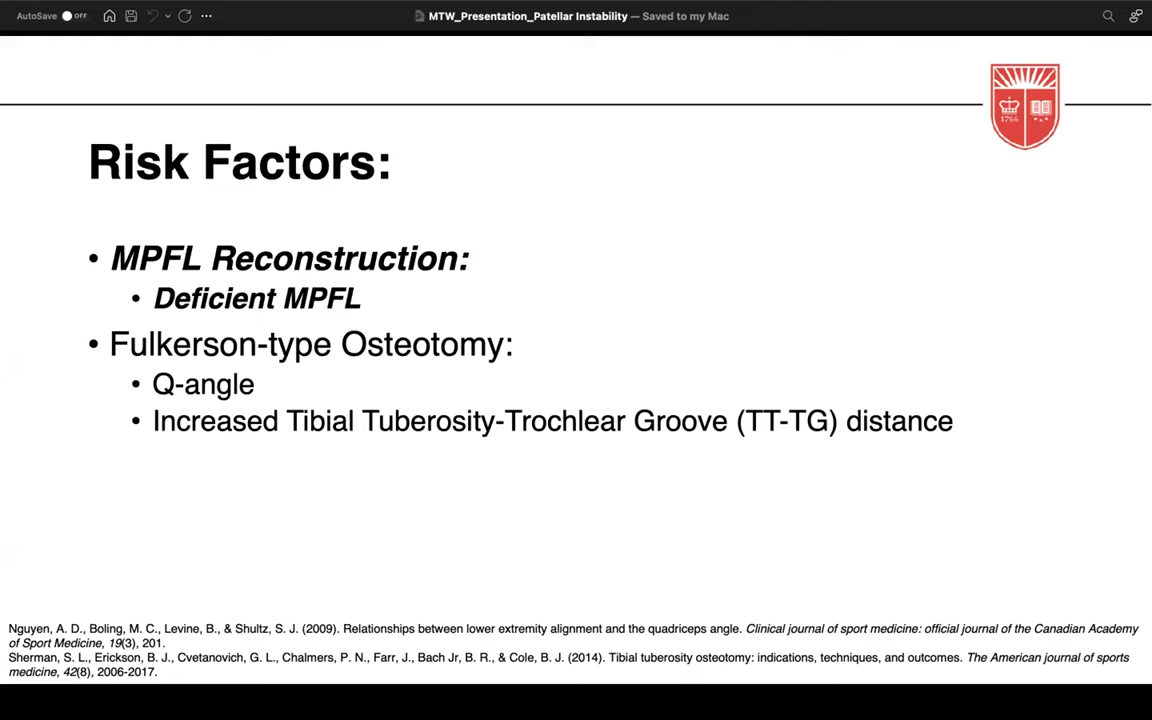 AutoSave OFF
MTW_Presentation_Patellar Instability — Saved to my Mac
1766
Risk Factors:
• MPFL Reconstruction:
• Deficient MPFL
• Fulkerson-type Osteotomy:
• Q-angle
• Increased Tibial Tuberosity-Trochlear Groove (TT-TG) distance
Nguyen, A. D., Boling, M. C., Levine, B., & Shultz, S. J. (2009). Relationships between lower extremity alignment and the quadriceps angle. Clinical journal of sport medicine: official journal of the Canadian Academy
of Sport Medicine, 19(3), 201.
Sherman, S. L., Erickson, B. J., Cvetanovich, G. L., Chalmers, P. N., Farr, J., Bach Jr, B. R., & Cole, B. J. (2014). Tibial tuberosity osteotomy: indications, techniques, and outcomes. The American journal of sports
medicine, 42(8), 2006-2017.